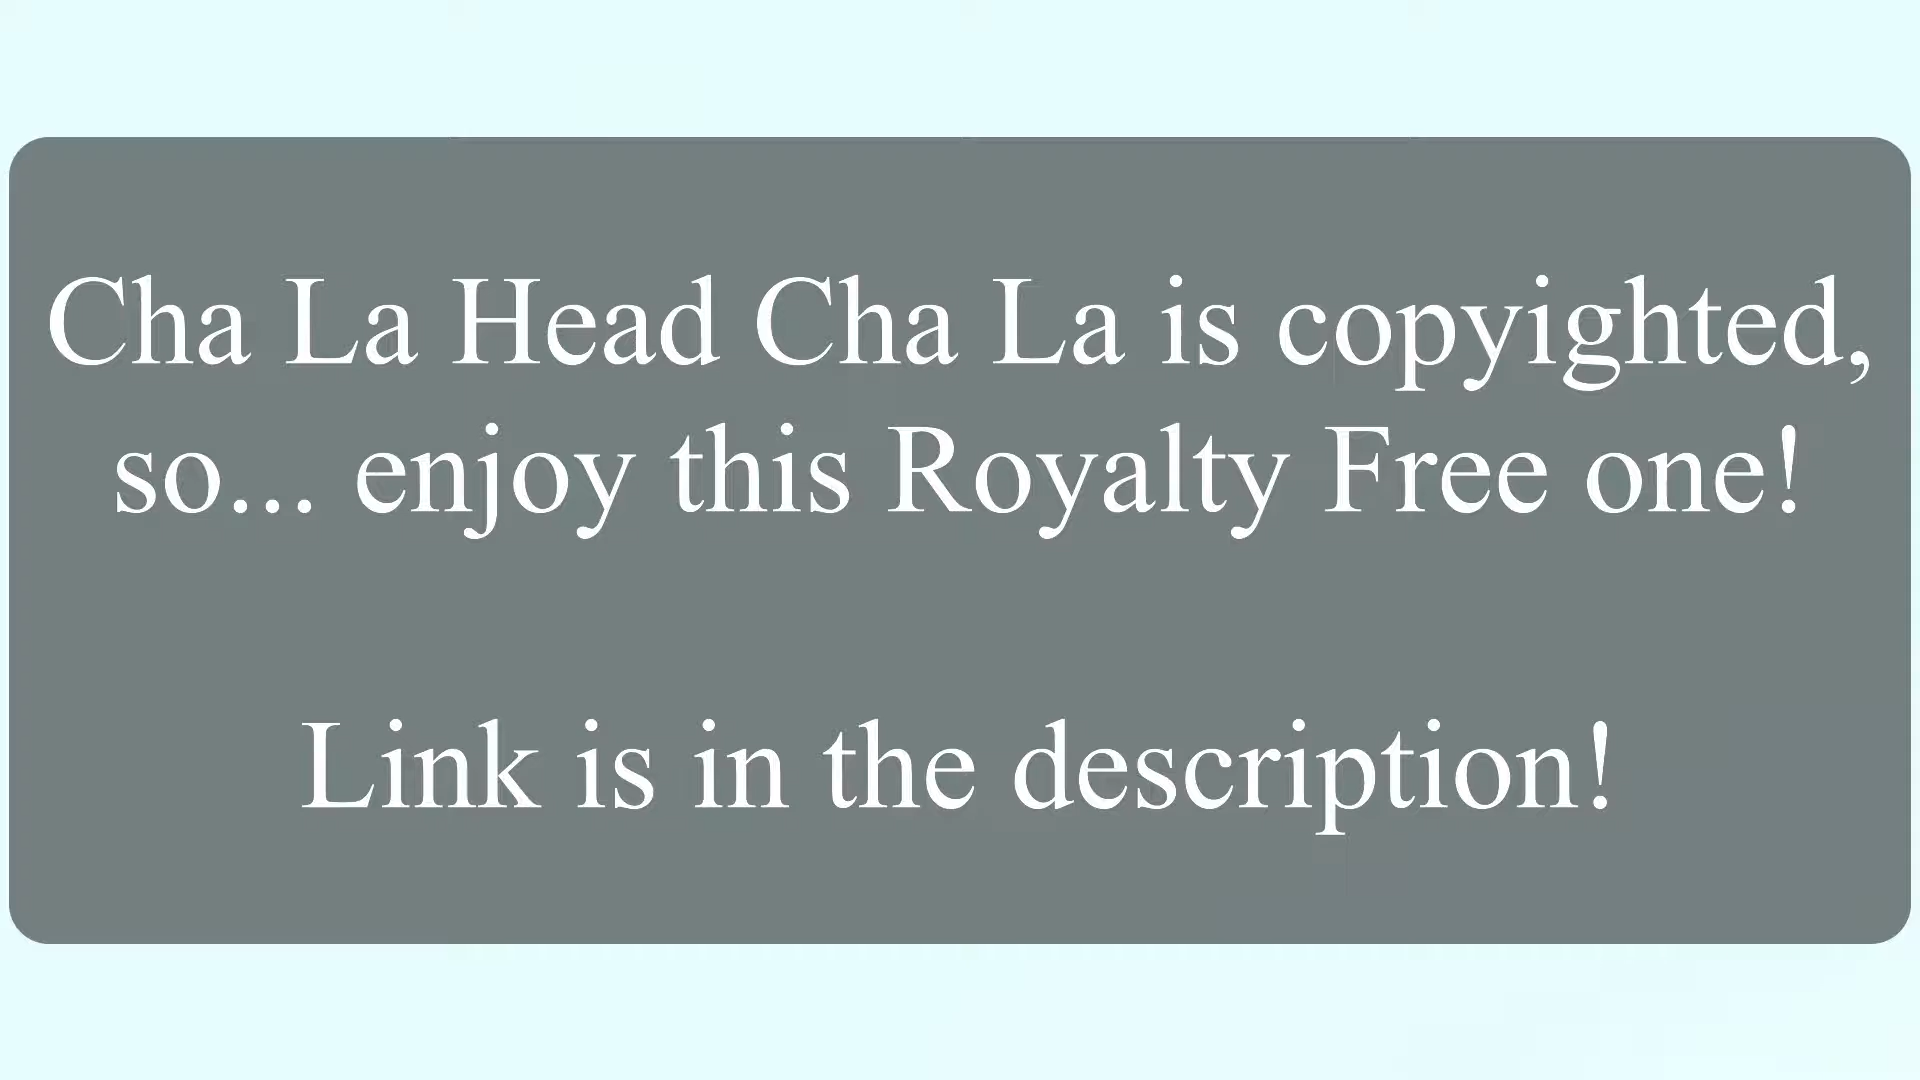 Cha La Head Cha La is copyighted,
so... enjoy this Royalty Free one!
Link is in the description!